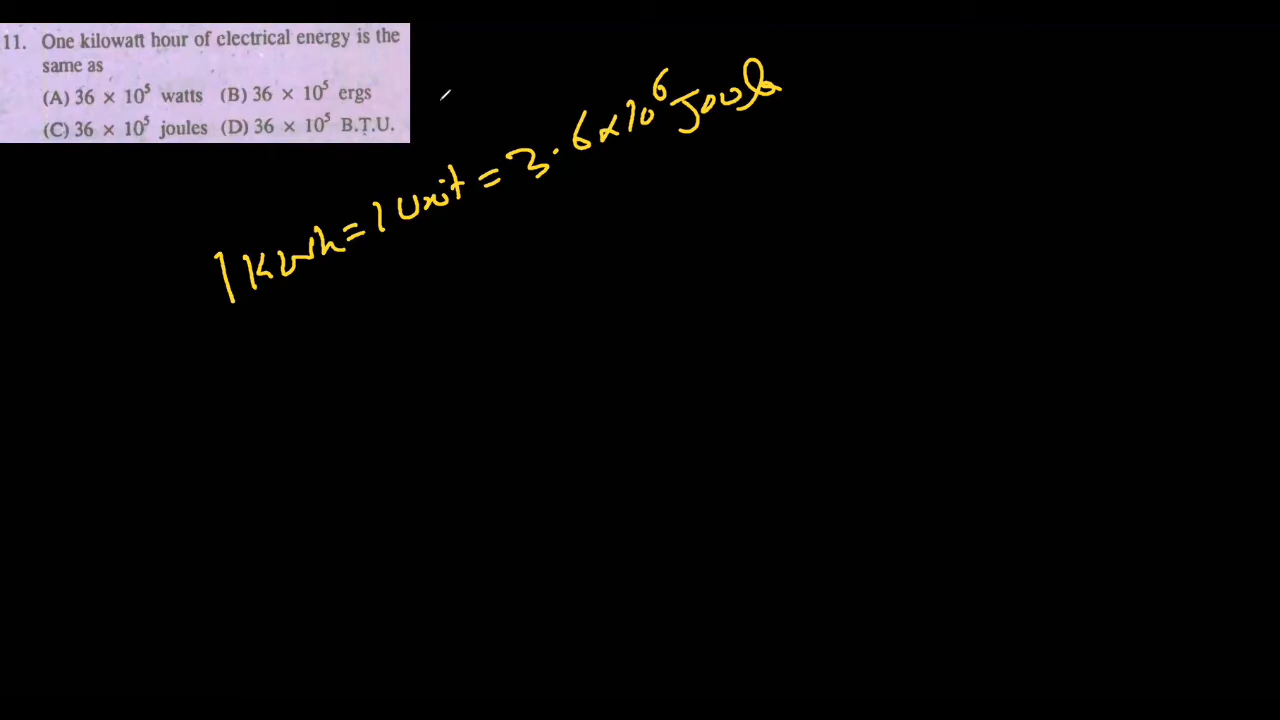 11. One kilowatt hour of electrical energy is the
same as
(A) 36 × 10⁵ watts (B) 36 × 10⁵ ergs
(C) 36 × 10⁵ joules (D) 36 × 10⁵ B.T.U.
1 Kwh = 1 Unit = 3.6 × 10⁶ Joule